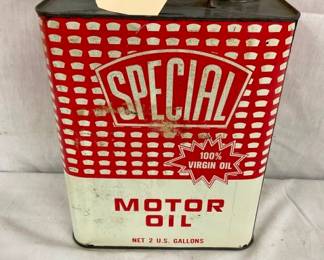 SPECIAL
100%
VIRGIN OIL
MOTOR
OIL
NET 2 U.S. GALLONS